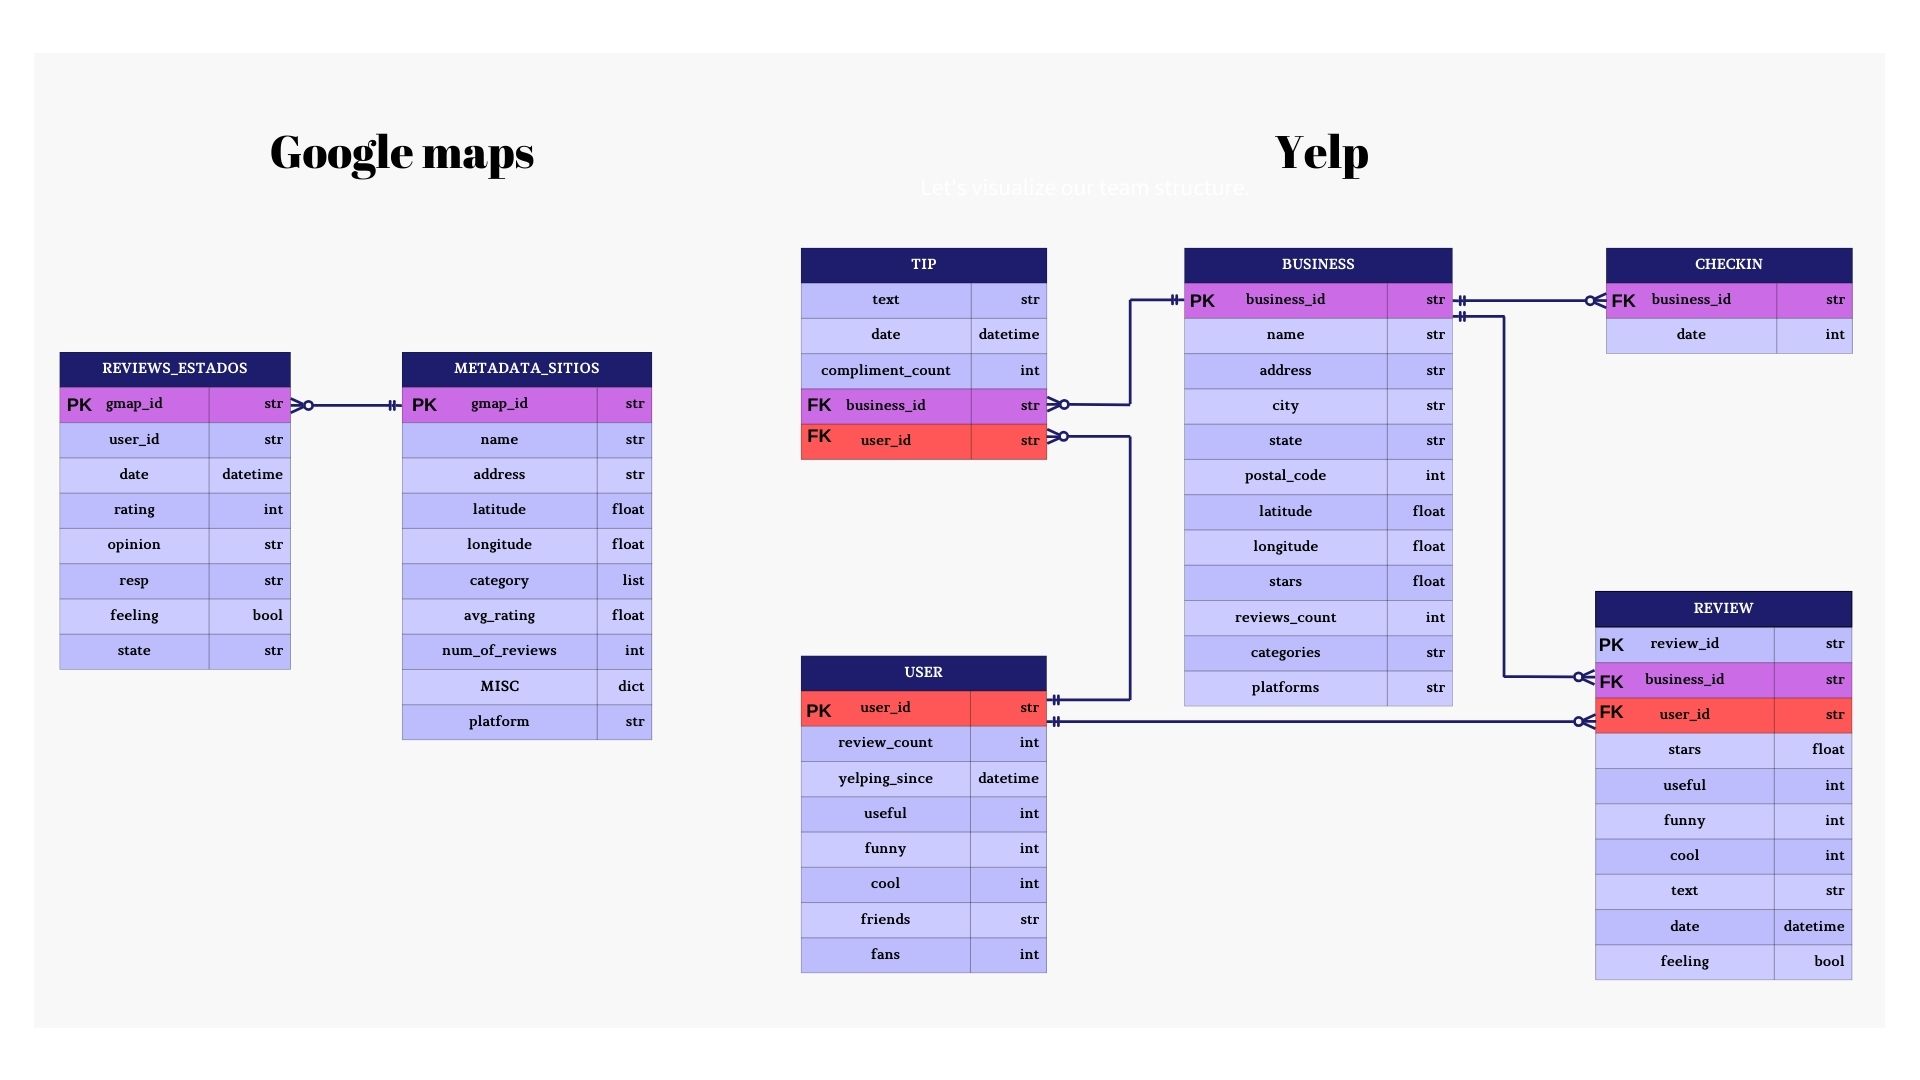 Google maps
Yelp
Let's visualize our team structure.
REVIEWS_ESTADOS
PK gmap_id str
user_id str
date datetime
rating int
opinion str
resp str
feeling bool
state str
METADATA_SITIOS
PK gmap_id str
name str
address str
latitude float
longitude float
category list
avg_rating float
num_of_reviews int
MISC dict
platform str
TIP
text str
date datetime
compliment_count int
FK business_id str
FK user_id str
USER
PK user_id str
review_count int
yelping_since datetime
useful int
funny int
cool int
friends str
fans int
BUSINESS
PK business_id str
name str
address str
city str
state str
postal_code int
latitude float
longitude float
stars float
reviews_count int
categories str
platforms str
CHECKIN
FK business_id str
date int
REVIEW
PK review_id str
FK business_id str
FK user_id str
stars float
useful int
funny int
cool int
text str
date datetime
feeling bool